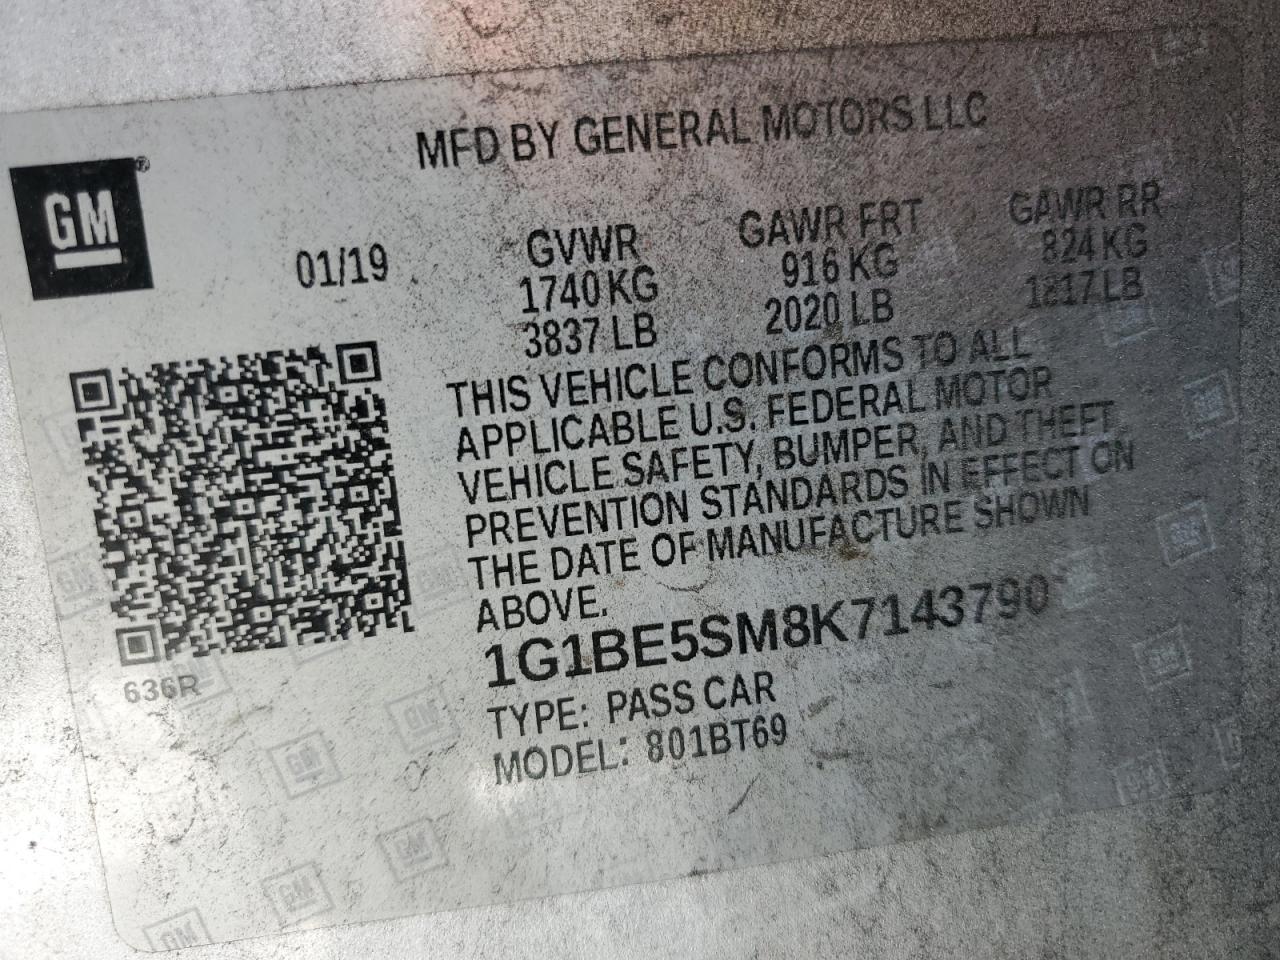 MFD BY GENERAL MOTORS LLC
GM®
01/19
GVWR GAWR FRT GAWR RR
1740 KG 916 KG 824 KG
3837 LB 2020 LB 1817 LB
THIS VEHICLE CONFORMS TO ALL
APPLICABLE U.S. FEDERAL MOTOR
VEHICLE SAFETY, BUMPER, AND THEFT
PREVENTION STANDARDS IN EFFECT ON
THE DATE OF MANUFACTURE SHOWN
ABOVE.
1G1BE5SM8K7143790
636R
TYPE: PASS CAR
MODEL: 801BT69